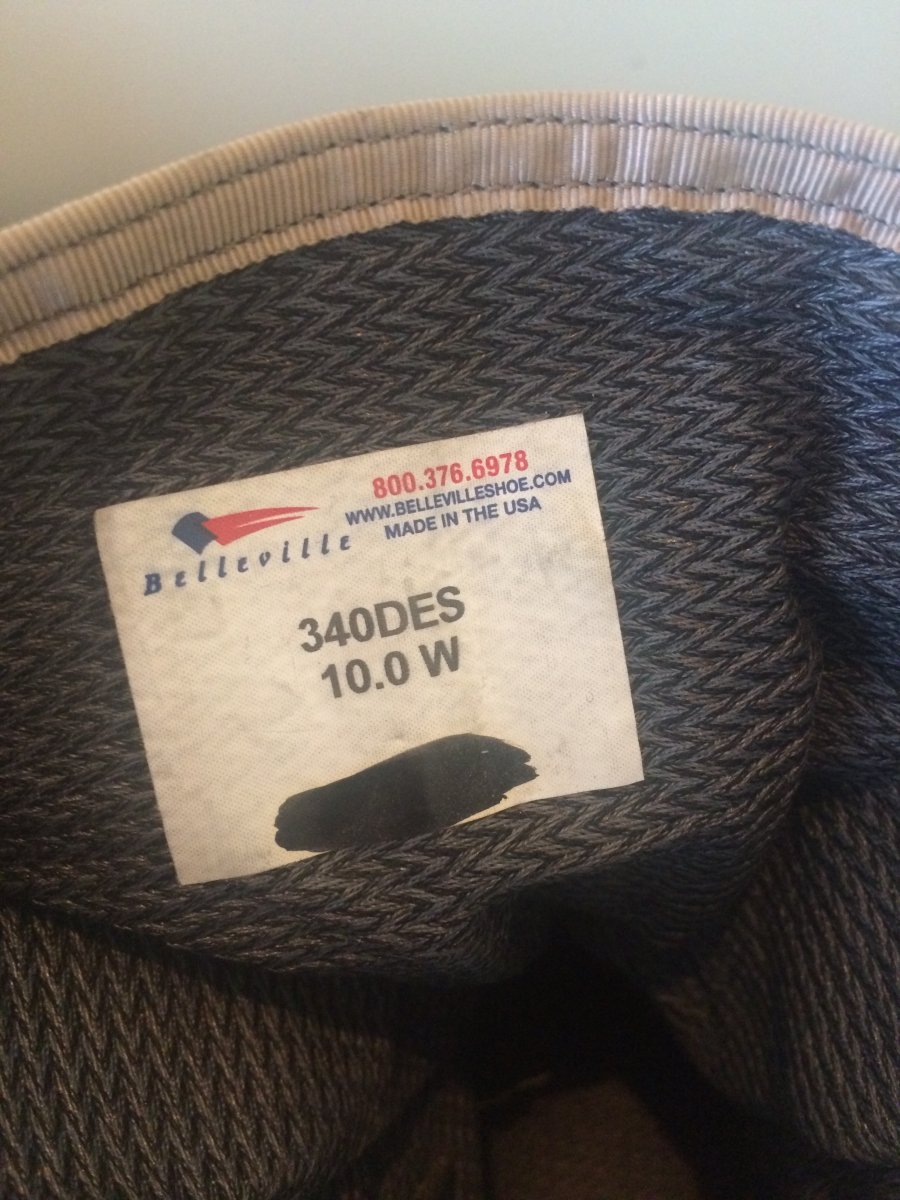 800.376.6978
WWW.BELLEVILLESHOE.COM
MADE IN THE USA
Belleville
340DES
10.0 W